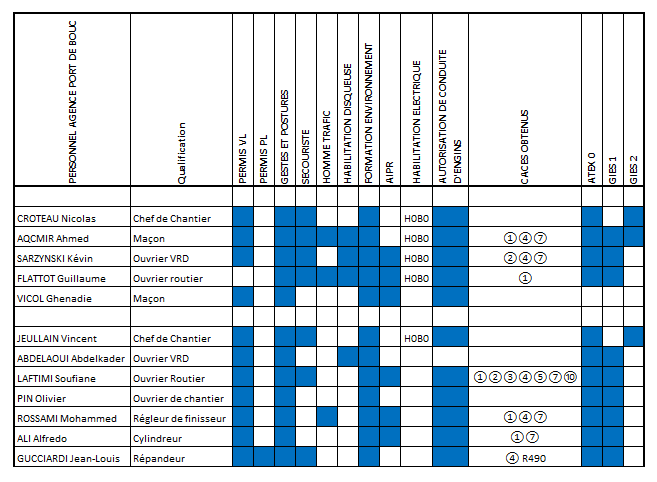 PERSONNEL AGENCE PORT DE BOUC
Qualification
PERMIS VL
PERMIS PL
GESTES ET POSTURES
SECOURISTE
HOMME TRAFIC
HABILITATION DISQUEUSE
FORMATION ENVIRONNEMENT
AIPR
HABILITATION ELECTRIQUE
AUTORISATION DE CONDUITE
D'ENGINS
CACES OBTENUS
ATEX 0
GIES 1
GIES 2
CROTEAU Nicolas Chef de Chantier H0B0
AQCMIR Ahmed Maçon H0B0 ① ④ ⑦
SARZYNSKI Kévin Ouvrier VRD H0B0 ② ④ ⑦
FLATTOT Guillaume Ouvrier routier H0B0 ①
VICOL Ghenadie Maçon
JEULLAIN Vincent Chef de Chantier H0B0
ABDELAOUI Abdelkader Ouvrier VRD
LAFTIMI Soufiane Ouvrier Routier ① ② ③ ④ ⑤ ⑦ ⑩
PIN Olivier Ouvrier de chantier
ROSSAMI Mohammed Régleur de finisseur ① ④ ⑦
ALI Alfredo Cylindreur ① ⑦
GUCCIARDI Jean-Louis Répandeur ④ R490